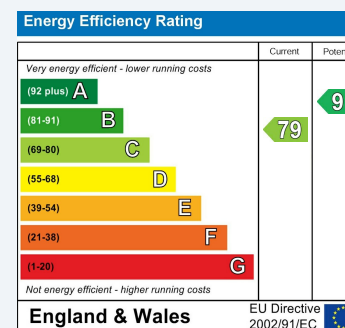 Energy Efficiency Rating
Current
Very energy efficient - lower running costs
(92 plus) A
(81-91) B
(69-80) C
79
(55-68) D
(39-54) E
(21-38) F
(1-20) G
Not energy efficient - higher running costs
England & Wales
EU Directive
2002/91/EC